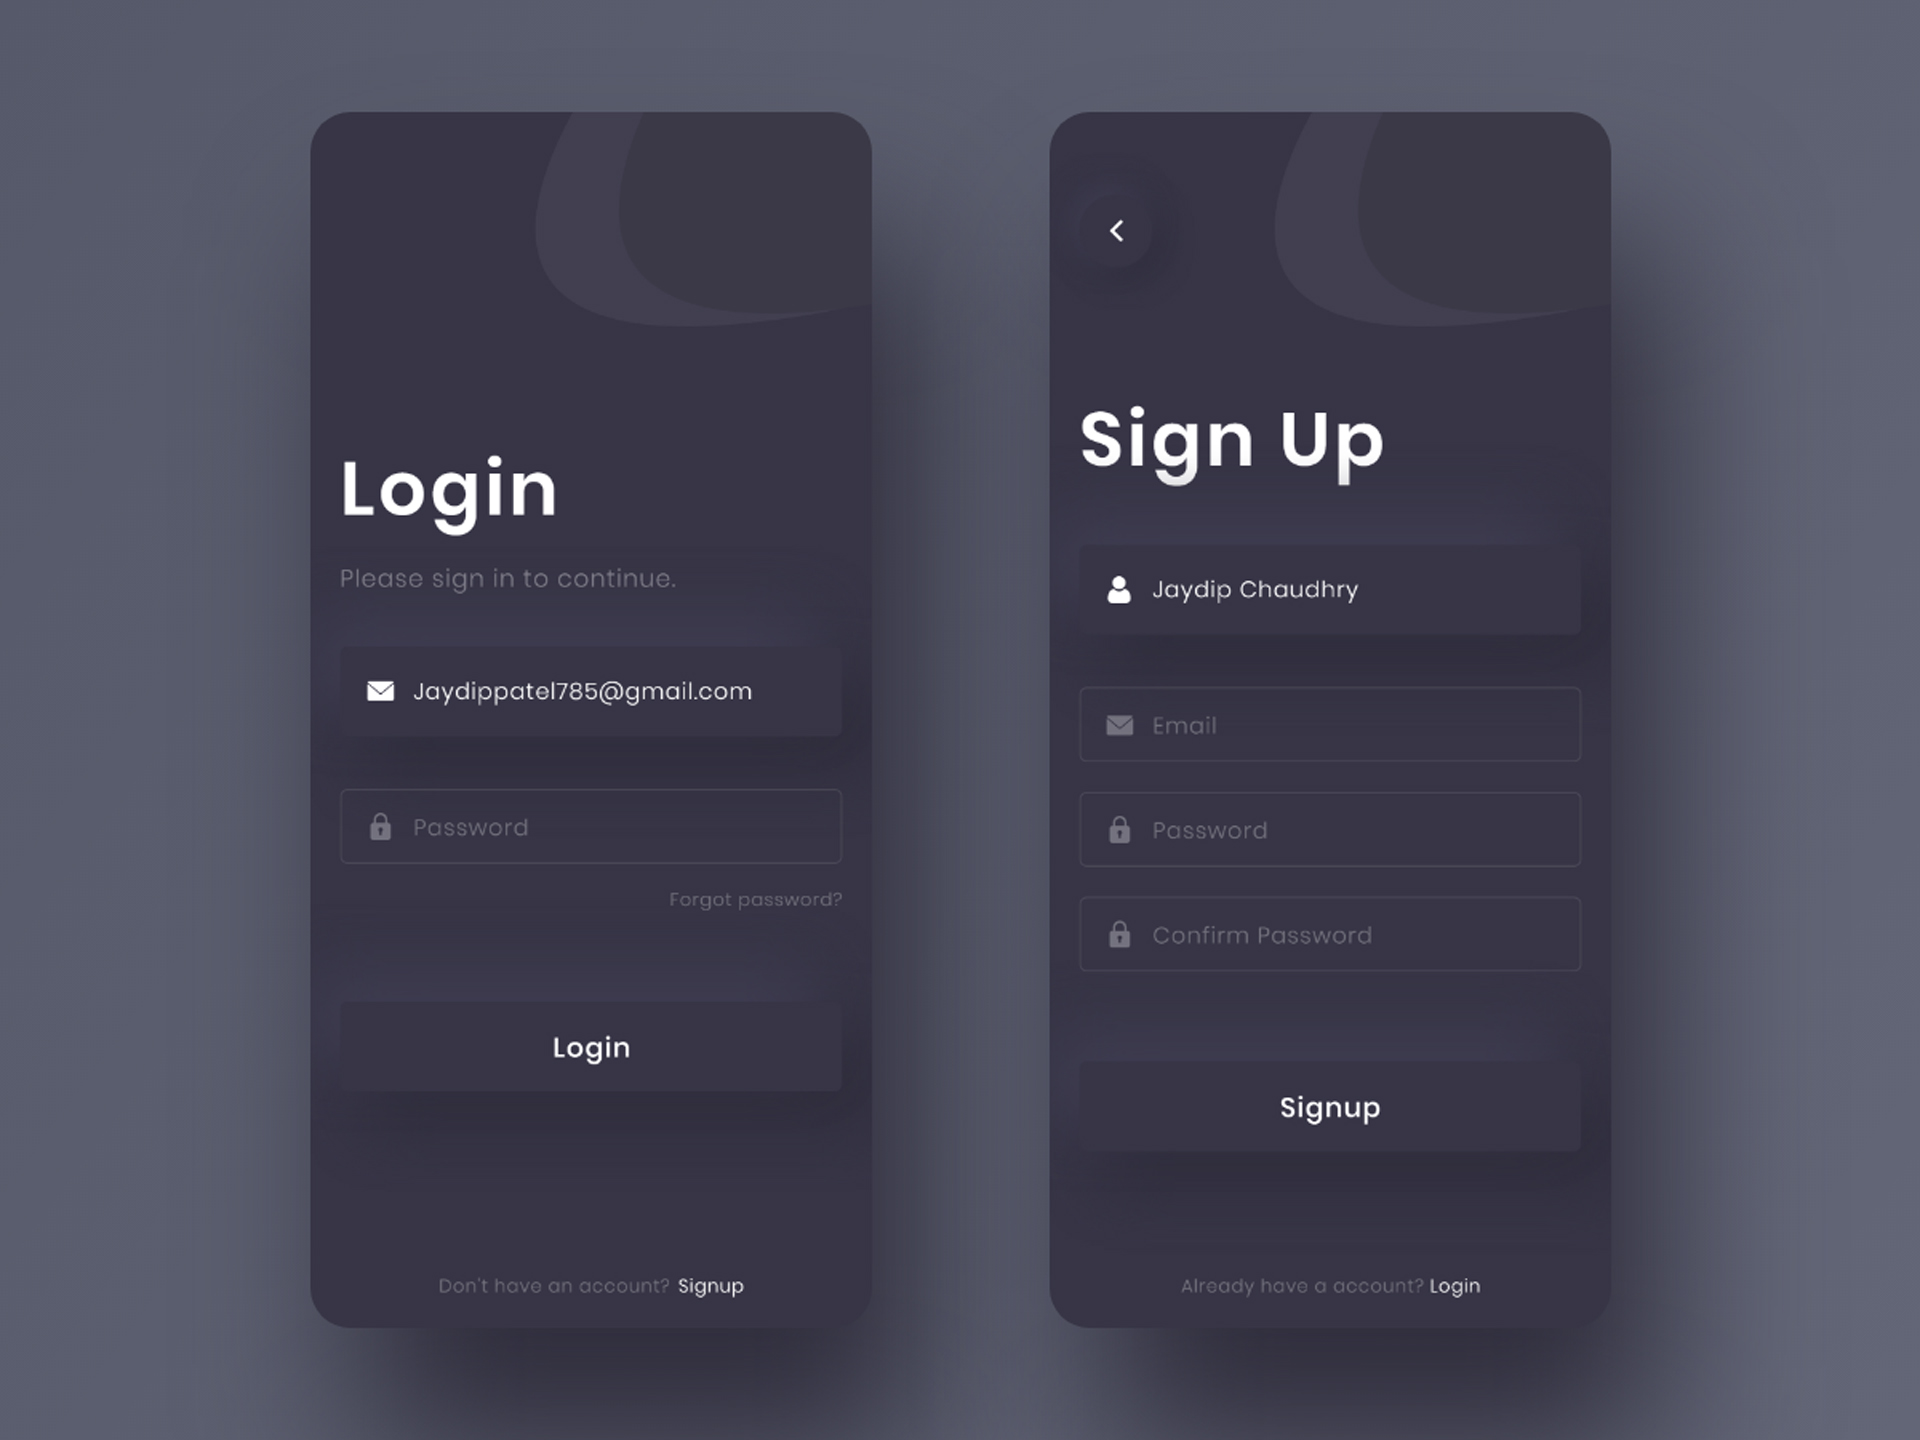 Login
Please sign in to continue.
Jaydippatel785@gmail.com
Password
Forgot password?
Login
Don't have an account? Signup
Sign Up
Jaydip Chaudhry
Email
Password
Confirm Password
Signup
Already have a account? Login